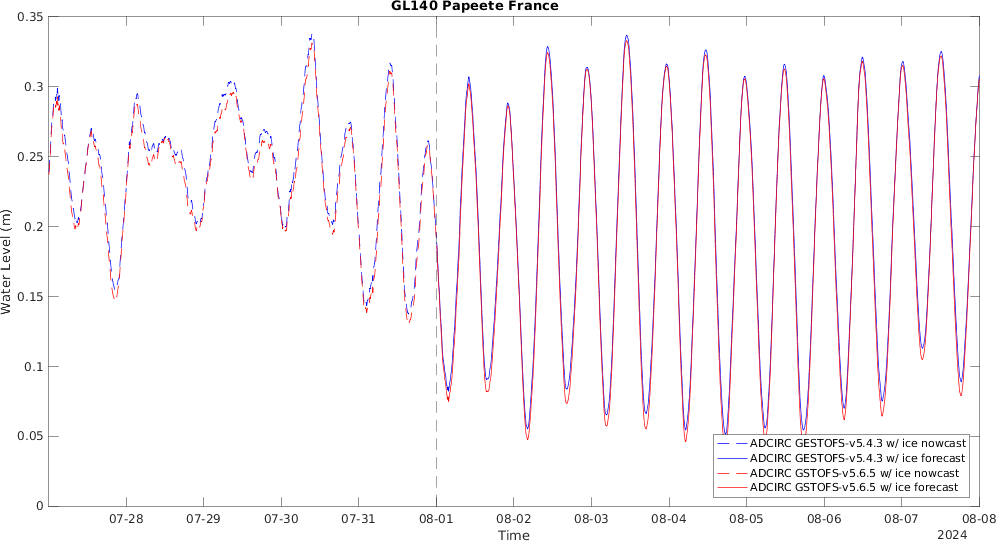 GL140 Papeete France
0.35
0.3
0.25
0.2
0.15
0.1
0.05
0
Water Level (m)
ADCIRC GESTOFS-v5.4.3 w/ ice nowcast
ADCIRC GESTOFS-v5.4.3 w/ ice forecast
ADCIRC GSTOFS-v5.6.5 w/ ice nowcast
ADCIRC GSTOFS-v5.6.5 w/ ice forecast
07-28 07-29 07-30 07-31 08-01 08-02 08-03 08-04 08-05 08-06 08-07 08-08
Time
2024